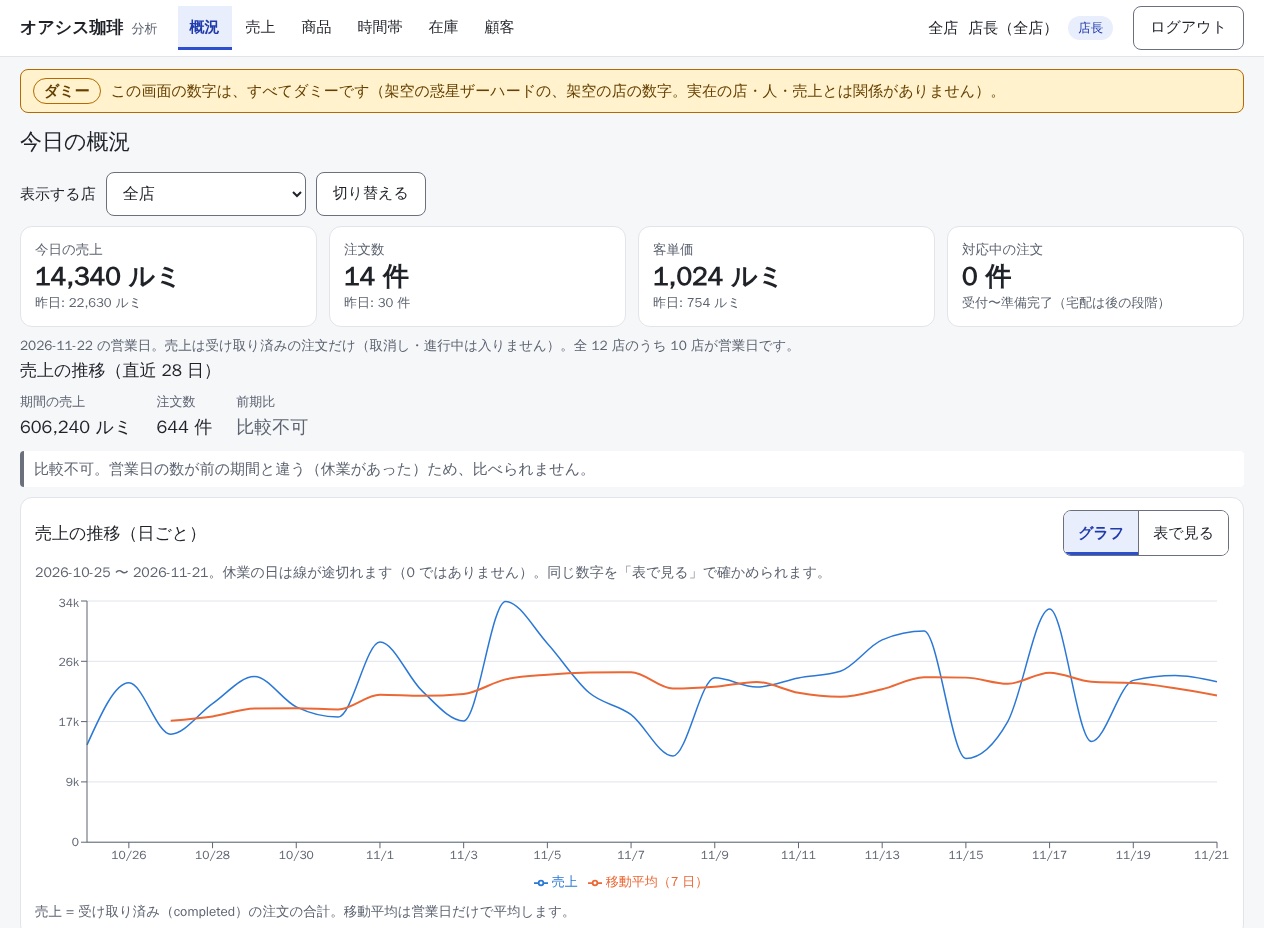 オアシス珈琲 分析 概況 売上 商品 時間帯 在庫 顧客 全店 店長（全店） 店長 ログアウト
ダミー この画面の数字は、すべてダミーです（架空の惑星ザーハードの、架空の店の数字。実在の店・人・売上とは関係がありません）。
今日の概況
表示する店 全店 切り替える
今日の売上 注文数 客単価 対応中の注文
14,340 ルミ 14 件 1,024 ルミ 0 件
昨日: 22,630 ルミ 昨日: 30 件 昨日: 754 ルミ 受付〜準備完了（宅配は後の段階）
2026-11-22 の営業日。売上は受け取り済みの注文だけ（取消し・進行中は入りません）。全 12 店のうち 10 店が営業日です。
売上の推移（直近 28 日）
期間の売上 注文数 前期比
606,240 ルミ 644 件 比較不可
比較不可。営業日の数が前の期間と違う（休業があった）ため、比べられません。
売上の推移（日ごと） グラフ 表で見る
2026-10-25 〜 2026-11-21。休業の日は線が途切れます（0 ではありません）。同じ数字を「表で見る」で確かめられます。
34k
26k
17k
9k
0
10/26 10/28 10/30 11/1 11/3 11/5 11/7 11/9 11/11 11/13 11/15 11/17 11/19 11/21
売上 移動平均（7 日）
売上 = 受け取り済み（completed）の注文の合計。移動平均は営業日だけで平均します。